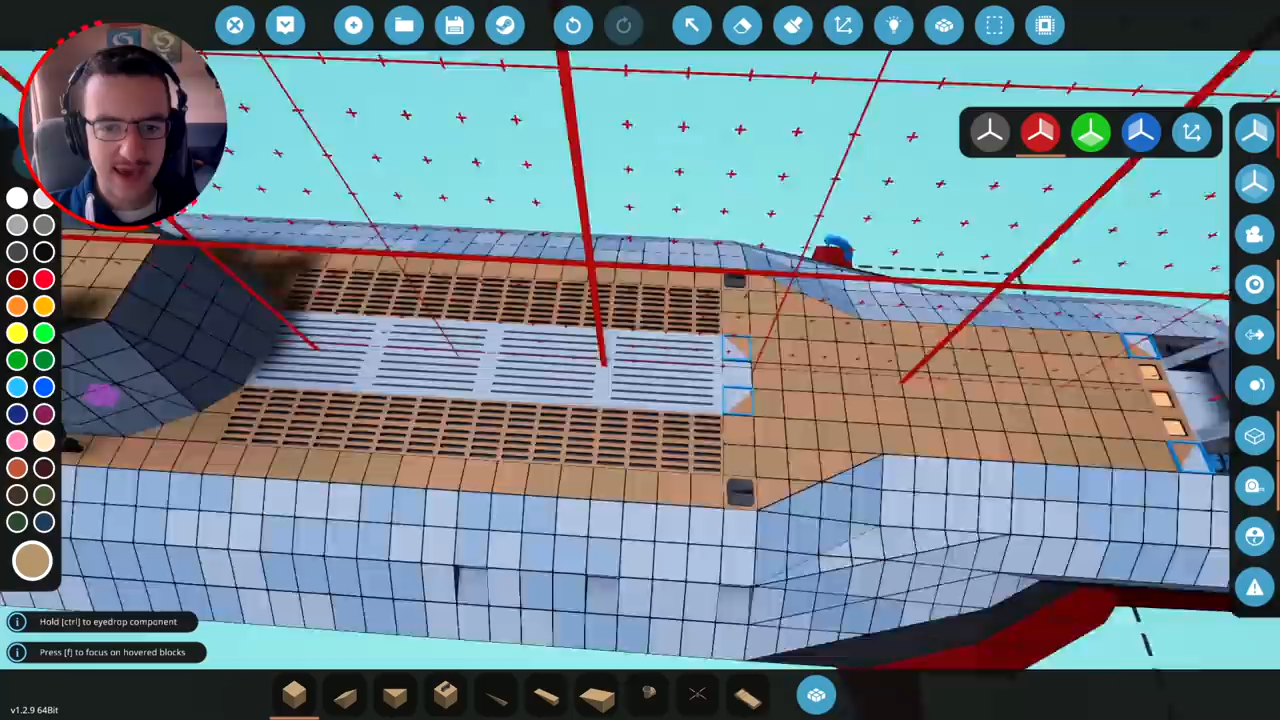 Hold [ctrl] to eyedrop component
Press [f] to focus on hovered blocks
v1.2.9 64Bit